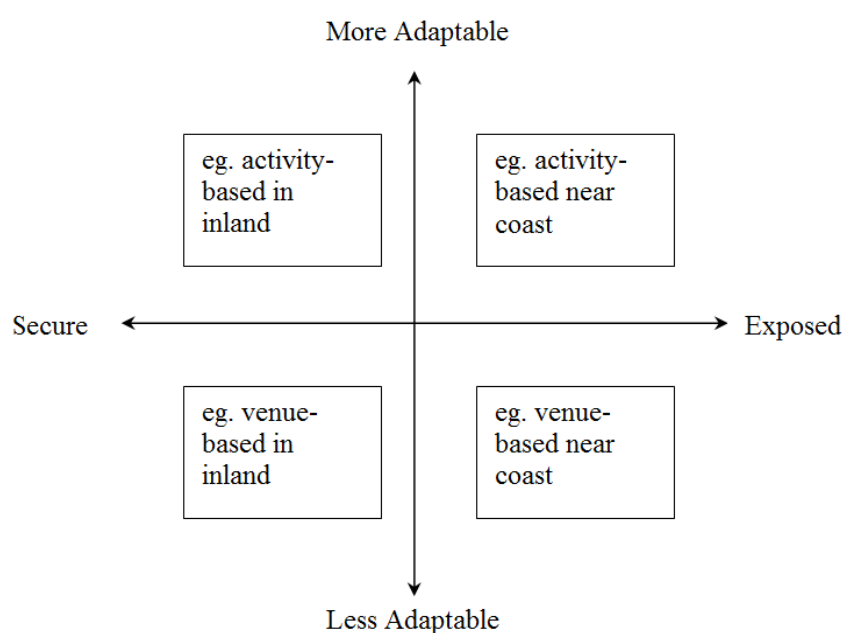 More Adaptable
eg. activity-
based in
inland
eg. activity-
based near
coast
Secure
Exposed
eg. venue-
based in
inland
eg. venue-
based near
coast
Less Adaptable